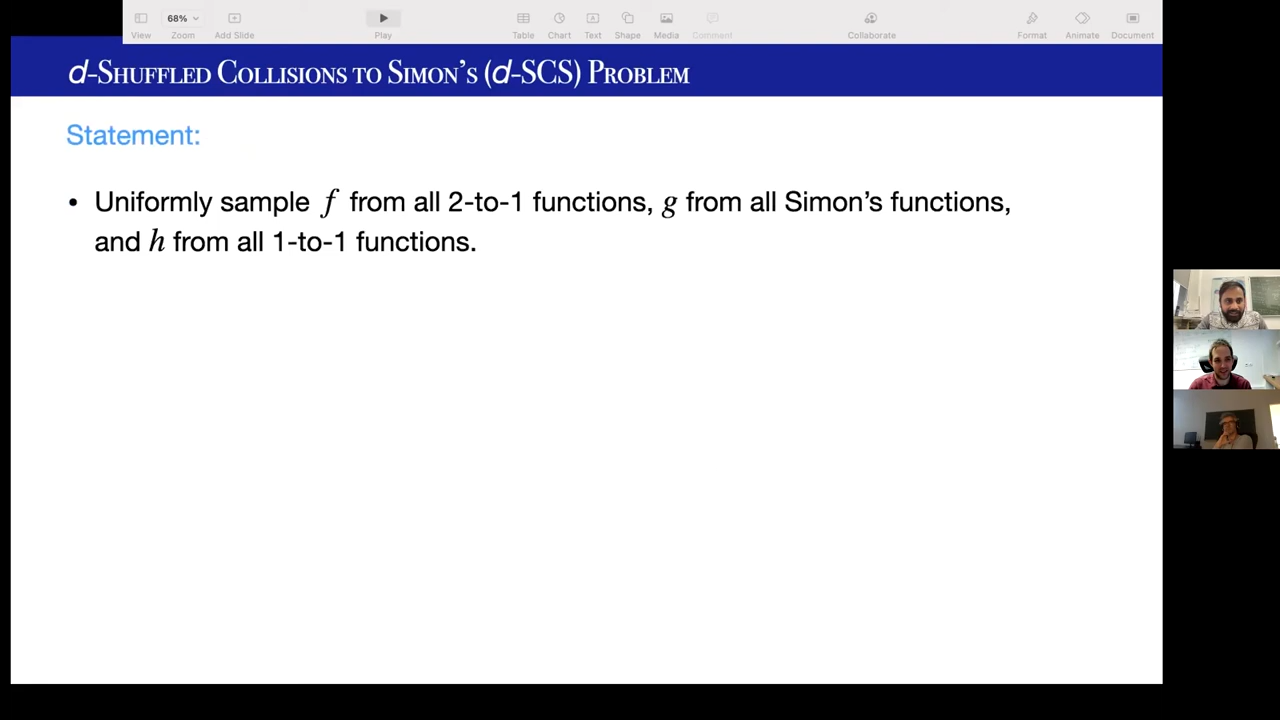 68%
View
Zoom
Add Slide
Play
Table
Chart
Text
Shape
Media
Comment
Collaborate
Format
Animate
Document
d-Shuffled Collisions to Simon's (d-SCS) Problem
Statement:
• Uniformly sample f from all 2-to-1 functions, g from all Simon's functions,
and h from all 1-to-1 functions.